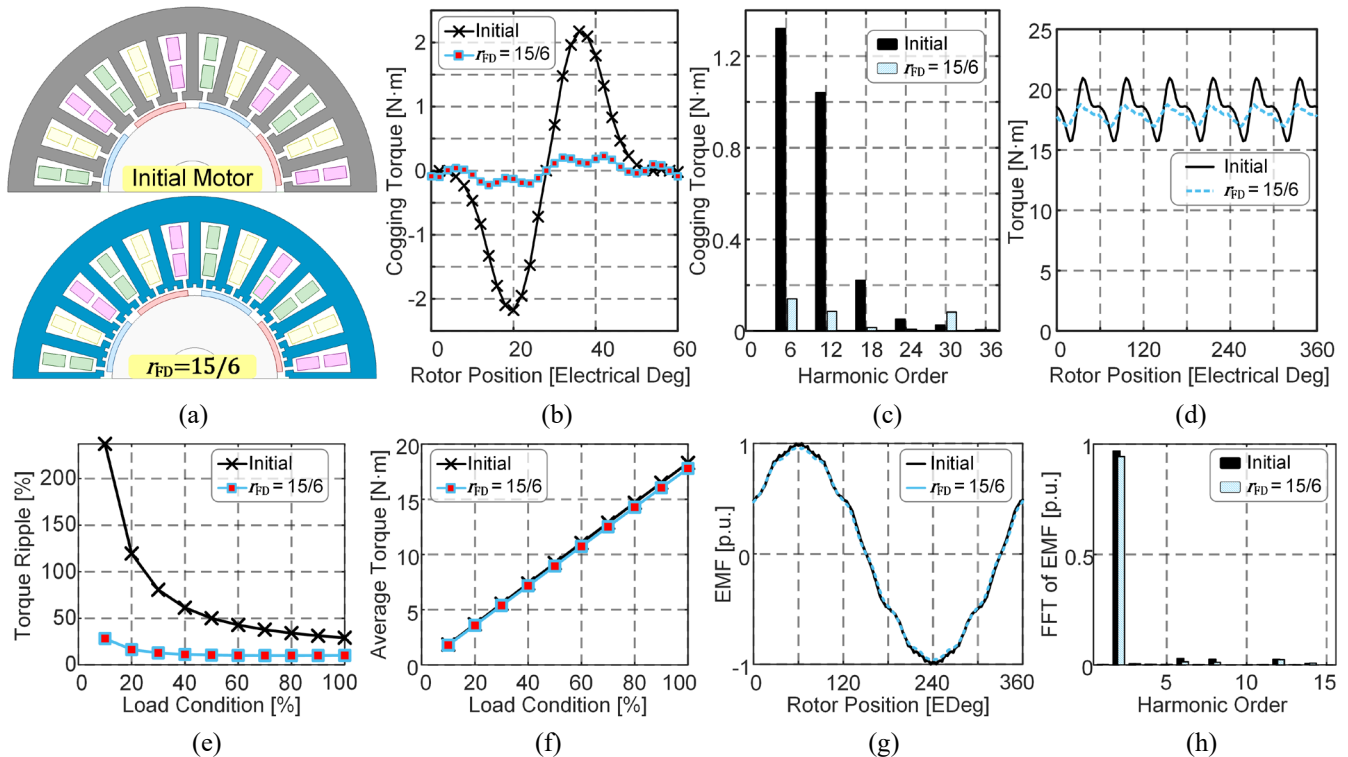 Initial Motor
rFD=15/6
(a)
Cogging Torque [N·m]
2
1
0
-1
-2
Initial
rFD = 15/6
0
20
40
60
Rotor Position [Electrical Deg]
(b)
Cogging Torque [N·m]
1.2
0.4
0
Initial
rFD = 15/6
6
12
18
24
30
36
Harmonic Order
(c)
Torque [N·m]
25
20
15
10
5
0
Initial
rFD = 15/6
0
120
240
360
Rotor Position [Electrical Deg]
(d)
Torque Ripple [%]
200
150
100
50
0
Initial
rFD = 15/6
0
20
40
60
80
100
Load Condition [%]
(e)
Average Torque [N·m]
20
15
10
5
0
Initial
rFD = 15/6
0
20
40
60
80
100
Load Condition [%]
(f)
EMF [p.u.]
1
0
-1
Initial
rFD = 15/6
0
120
240
360
Rotor Position [EDeg]
(g)
FFT of EMF [p.u.]
1
0.5
0
Initial
rFD = 15/6
0
5
10
15
Harmonic Order
(h)